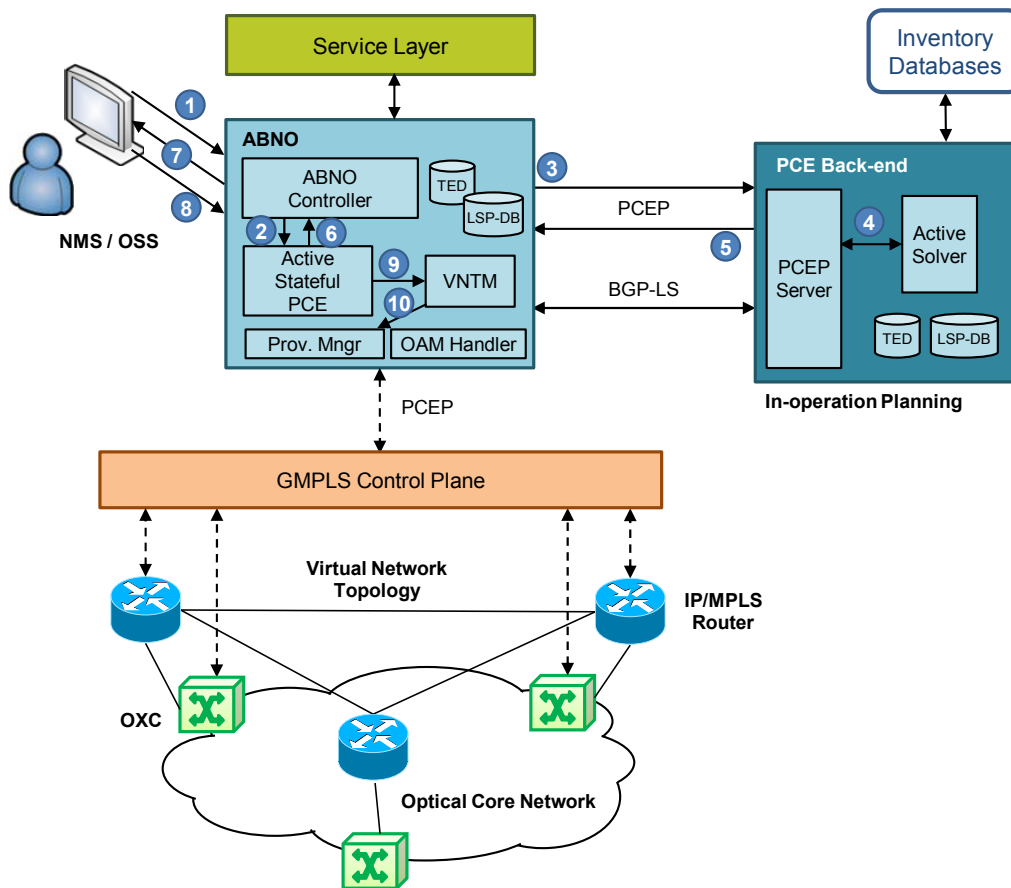 Service Layer
Inventory
Databases
1
7
8
NMS / OSS
ABNO
ABNO
Controller
TED
LSP-DB
2
6
Active
Stateful
PCE
9
VNTM
10
Prov. Mngr
OAM Handler
3
PCEP
5
BGP-LS
PCE Back-end
PCEP
Server
4
Active
Solver
TED
LSP-DB
In-operation Planning
PCEP
GMPLS Control Plane
Virtual Network
Topology
IP/MPLS
Router
OXC
Optical Core Network